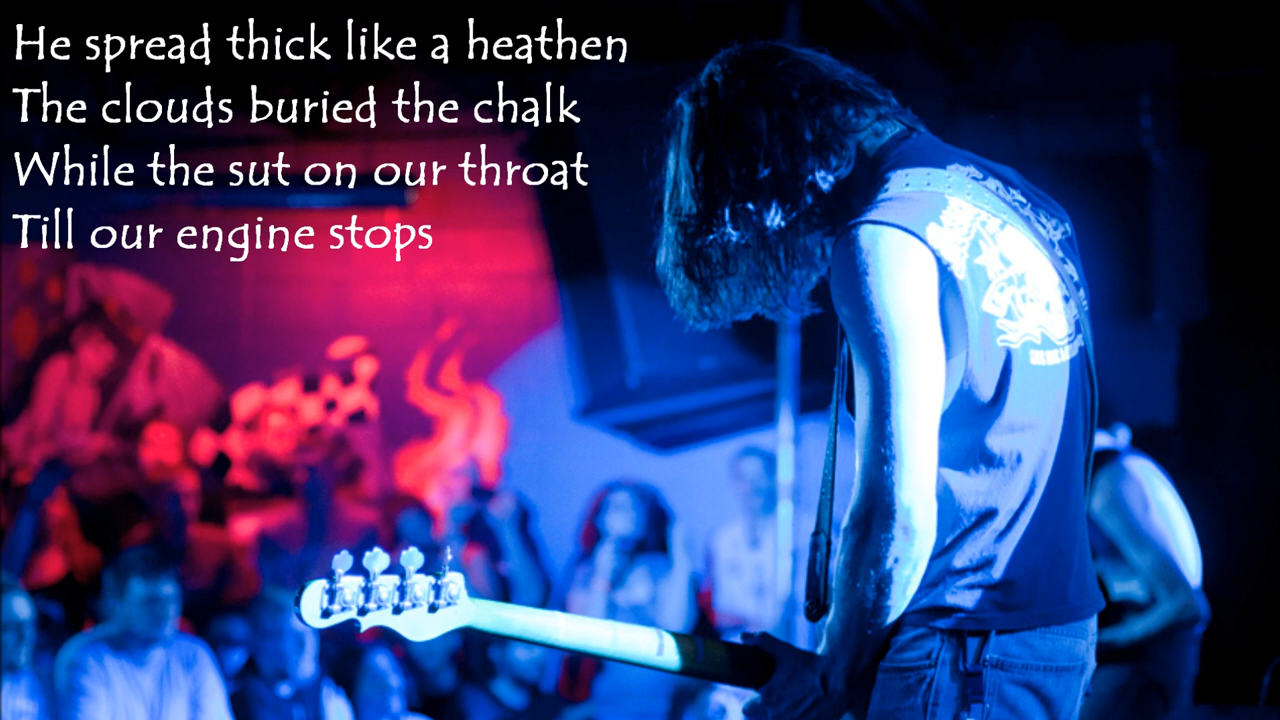 He spread thick like a heathen
The clouds buried the chalk
While the sut on our throat
Till our engine stops